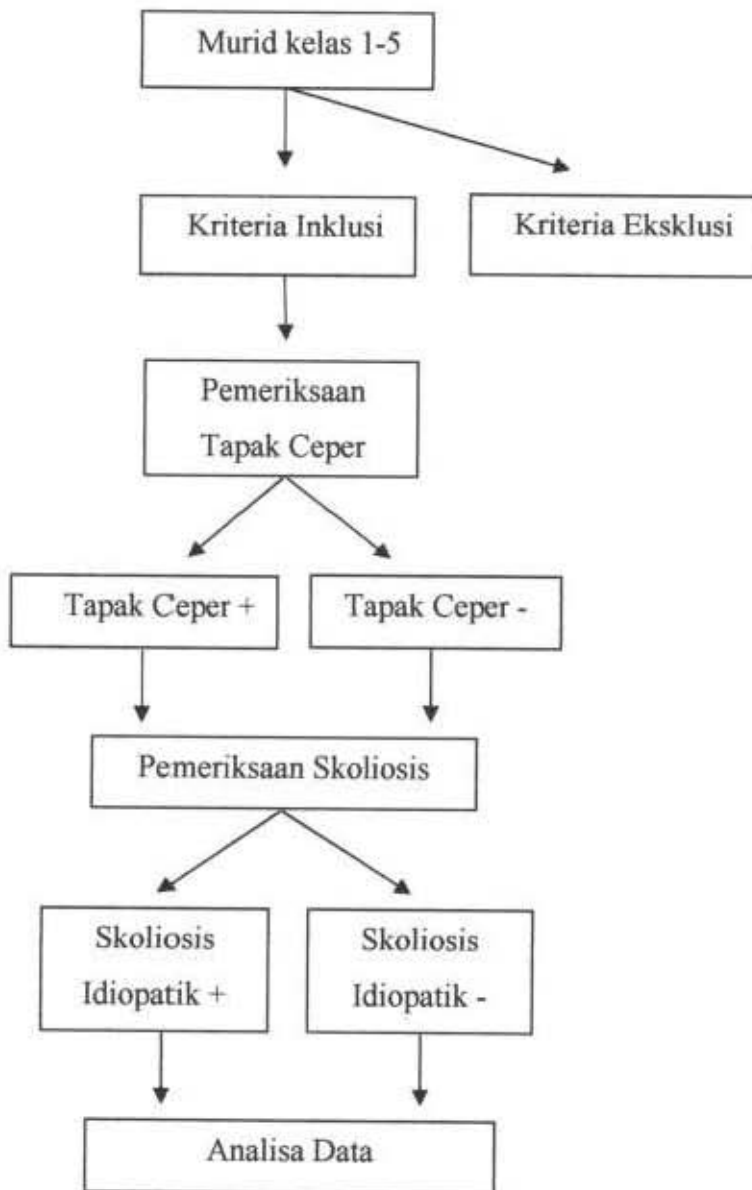 Murid kelas 1-5
Kriteria Inklusi
Kriteria Eksklusi
Pemeriksaan
Tapak Ceper
Tapak Ceper +
Tapak Ceper -
Pemeriksaan Skoliosis
Skoliosis
Idiopatik +
Skoliosis
Idiopatik -
Analisa Data